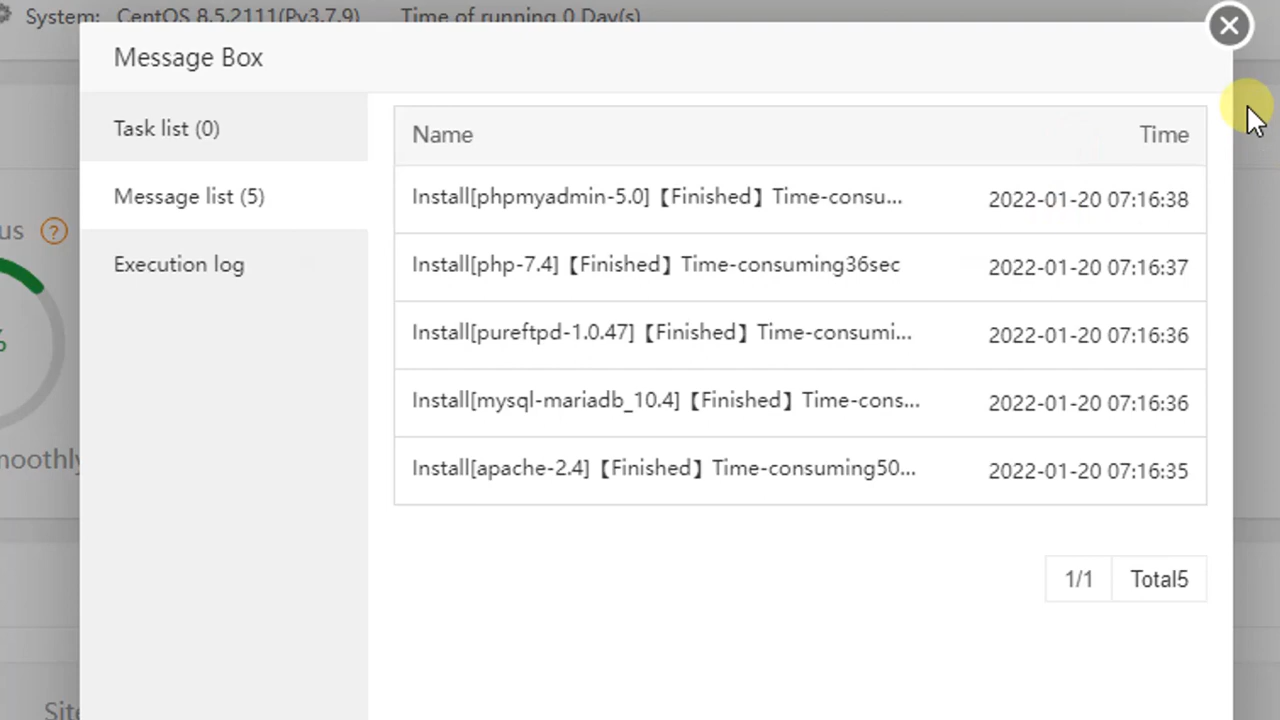 System: CentOS 8.5.2111(Py3.7.9) Time of running 0 Day(s)
Message Box
Task list (0)
Message list (5)
Execution log
Name Time
Install[phpmyadmin-5.0]【Finished】Time-consu... 2022-01-20 07:16:38
Install[php-7.4]【Finished】Time-consuming36sec 2022-01-20 07:16:37
Install[pureftpd-1.0.47]【Finished】Time-consumi... 2022-01-20 07:16:36
Install[mysql-mariadb_10.4]【Finished】Time-cons... 2022-01-20 07:16:36
Install[apache-2.4]【Finished】Time-consuming50... 2022-01-20 07:16:35
1/1 Total5
us ?
%
moothly
Site